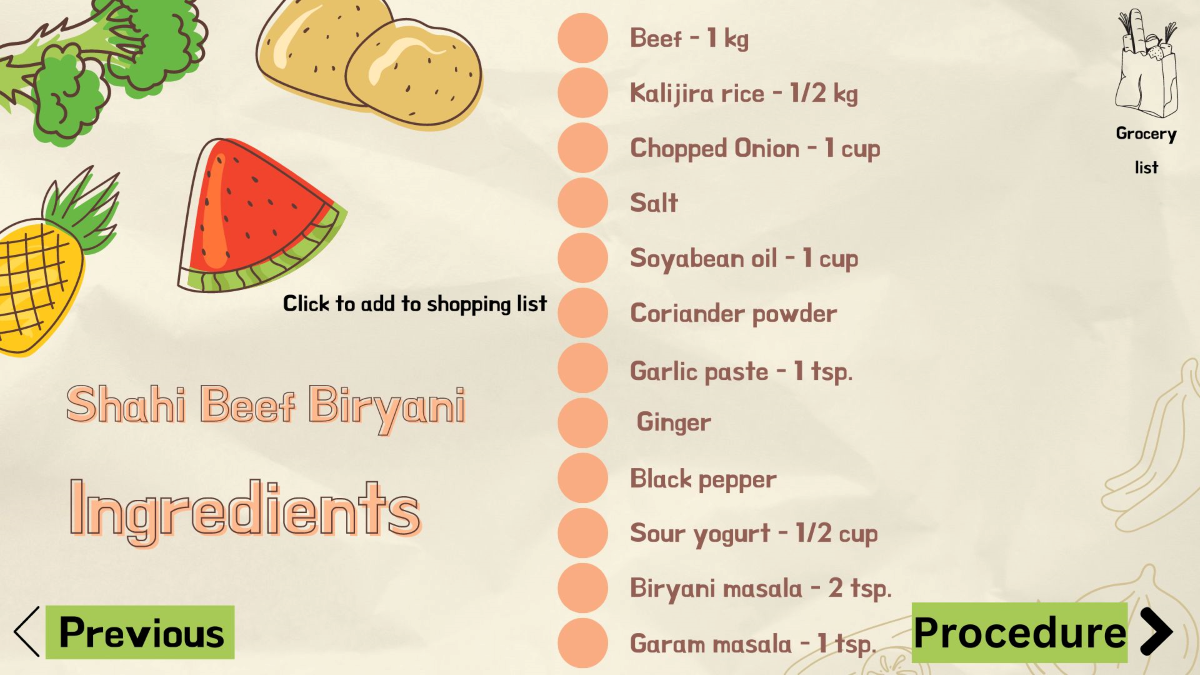 Beef - 1 kg
Kalijira rice - 1/2 kg
Chopped Onion - 1 cup
Salt
Soyabean oil - 1 cup
Coriander powder
Garlic paste - 1 tsp.
Ginger
Black pepper
Sour yogurt - 1/2 cup
Biryani masala - 2 tsp.
Garam masala - 1 tsp.
Grocery
list
Click to add to shopping list
Shahi Beef Biryani
Ingredients
Previous
Procedure